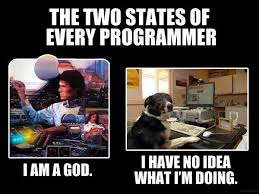 THE TWO STATES OF
EVERY PROGRAMMER
I AM A GOD.
I HAVE NO IDEA
WHAT I'M DOING.